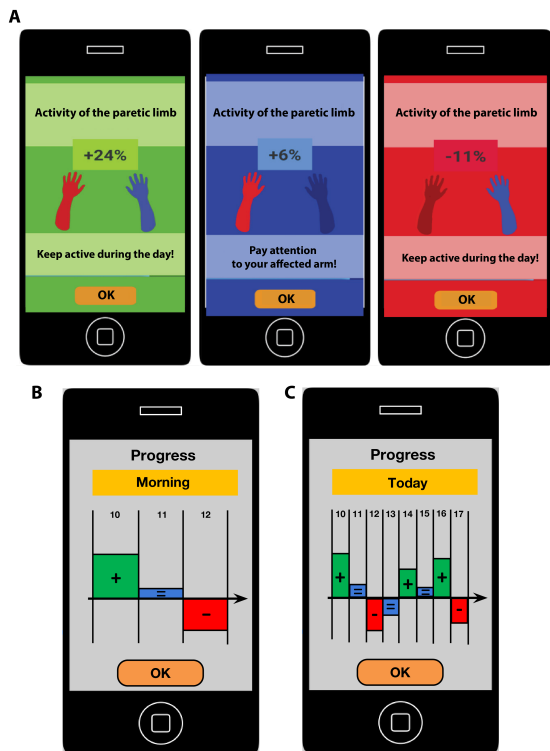 A
Activity of the paretic limb
+24%
Keep active during the day!
OK
Activity of the paretic limb
+6%
Pay attention
to your affected arm!
OK
Activity of the paretic limb
-11%
Keep active during the day!
OK
B
Progress
Morning
10 11 12
+
=
-
OK
C
Progress
Today
10 11 12 13 14 15 16 17
+ = - = + = + -
OK